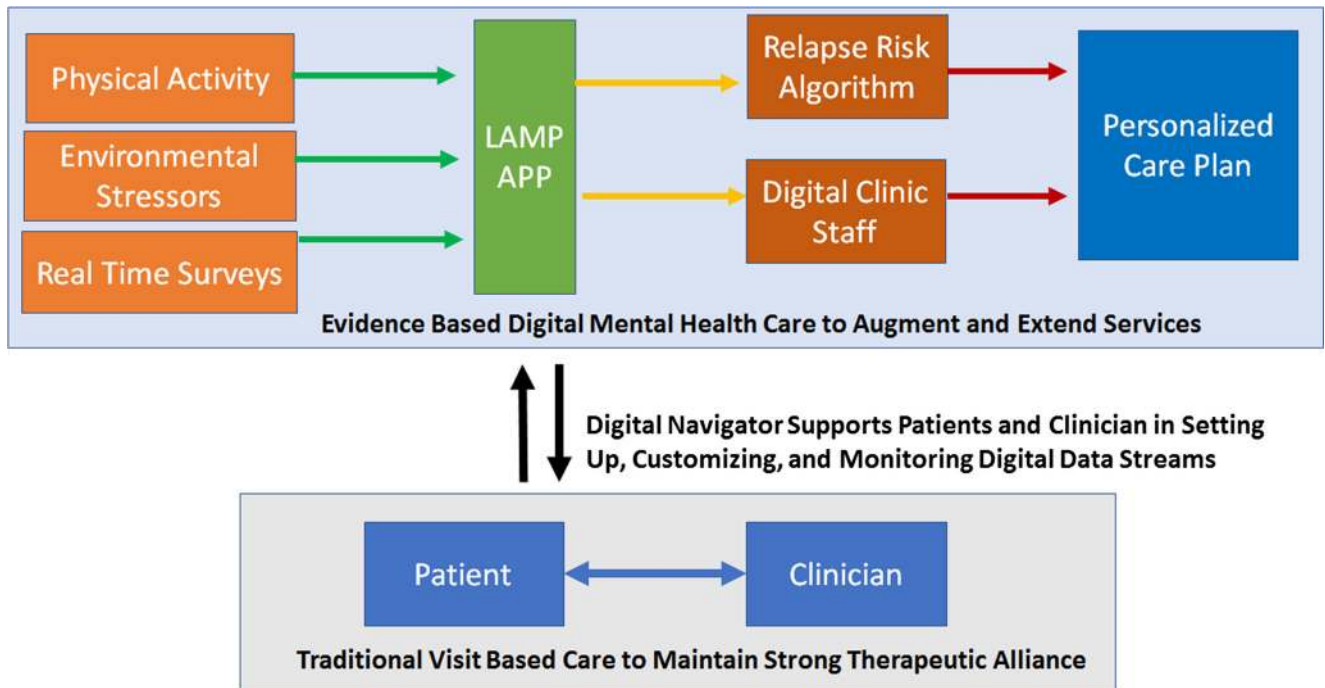 Physical Activity
Environmental
Stressors
Real Time Surveys
LAMP
APP
Relapse Risk
Algorithm
Digital Clinic
Staff
Personalized
Care Plan
Evidence Based Digital Mental Health Care to Augment and Extend Services
Digital Navigator Supports Patients and Clinician in Setting
Up, Customizing, and Monitoring Digital Data Streams
Patient
Clinician
Traditional Visit Based Care to Maintain Strong Therapeutic Alliance